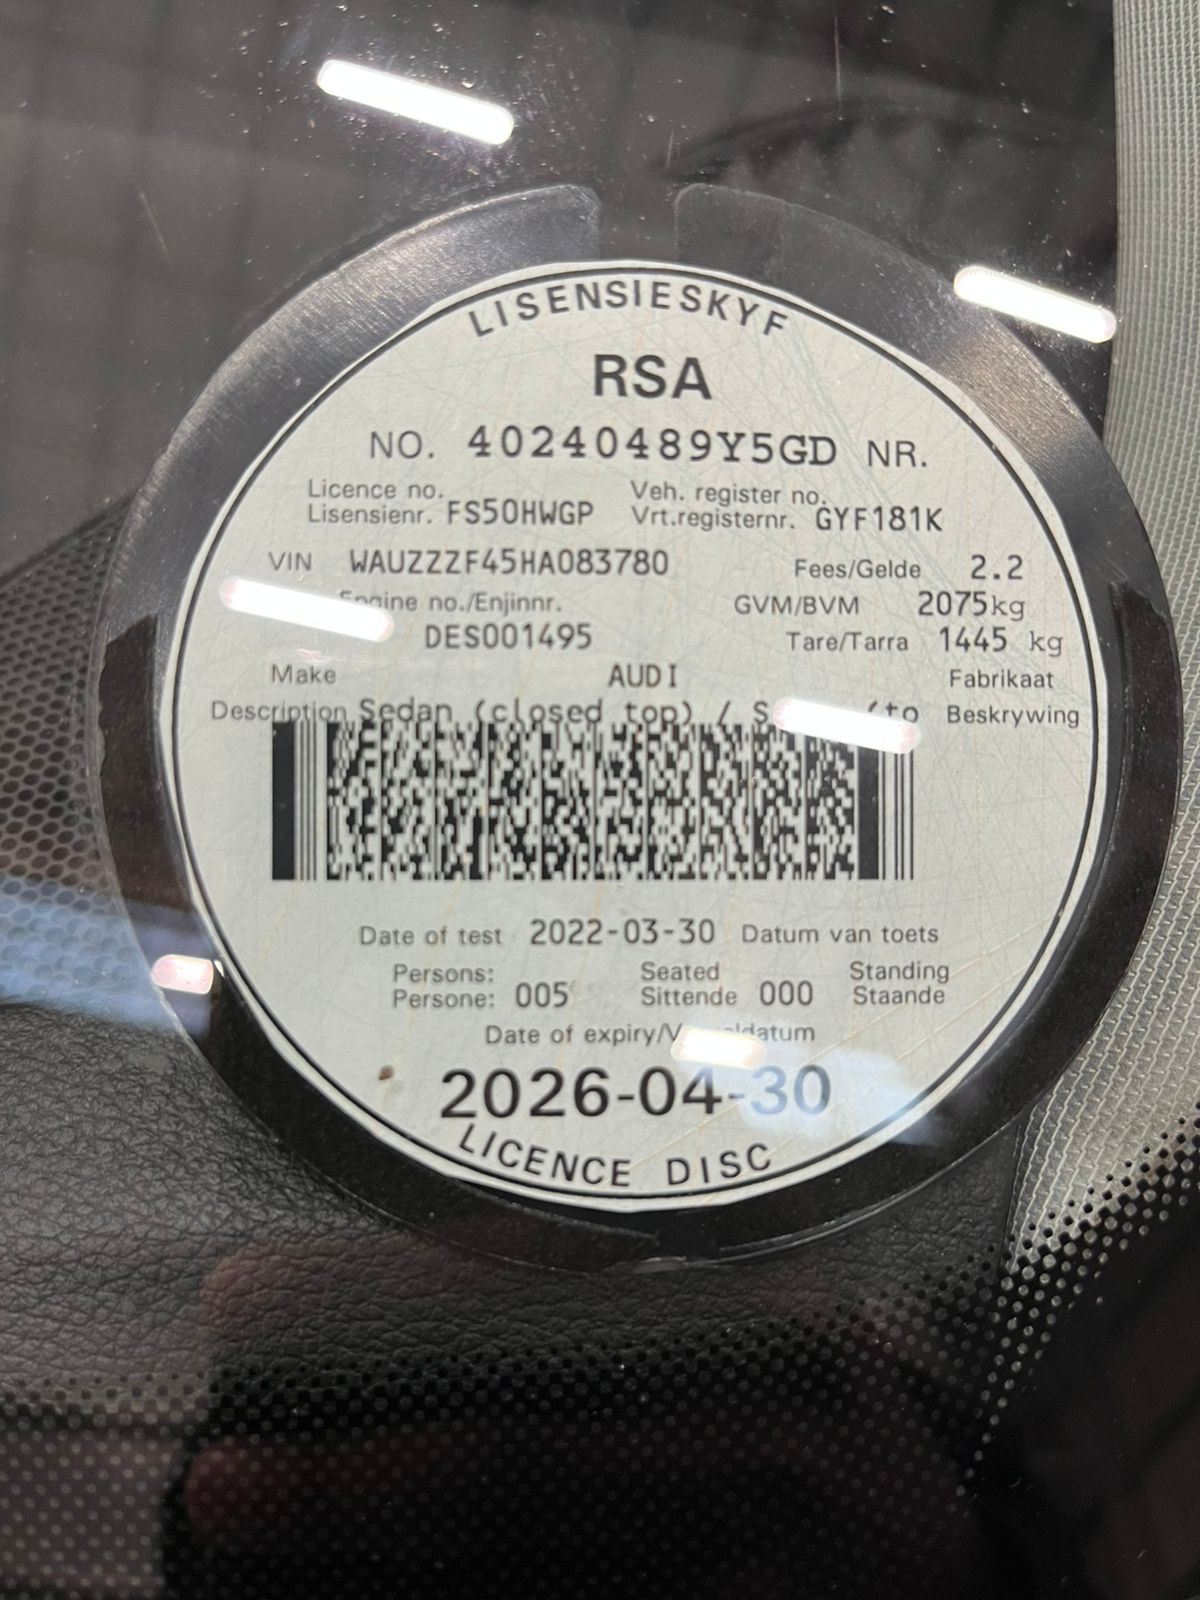 LISENSIESKYF
RSA
NO. 40240489Y5GD NR.
Licence no. Veh. register no.
Lisensienr. FS50HWGP Vrt.registernr. GYF181K
VIN WAUZZZF45HA083780 Fees/Gelde 2.2
Engine no./Enjinnr. GVM/BVM 2075kg
DES001495 Tare/Tarra 1445 kg
Make AUDI Fabrikaat
Description Sedan (closed top) / (to Beskrywing
Date of test 2022-03-30 Datum van toets
Persons: Seated Standing
Persone: 005 Sittende 000 Staande
Date of expiry/
2026-04-30
LICENCE DISC